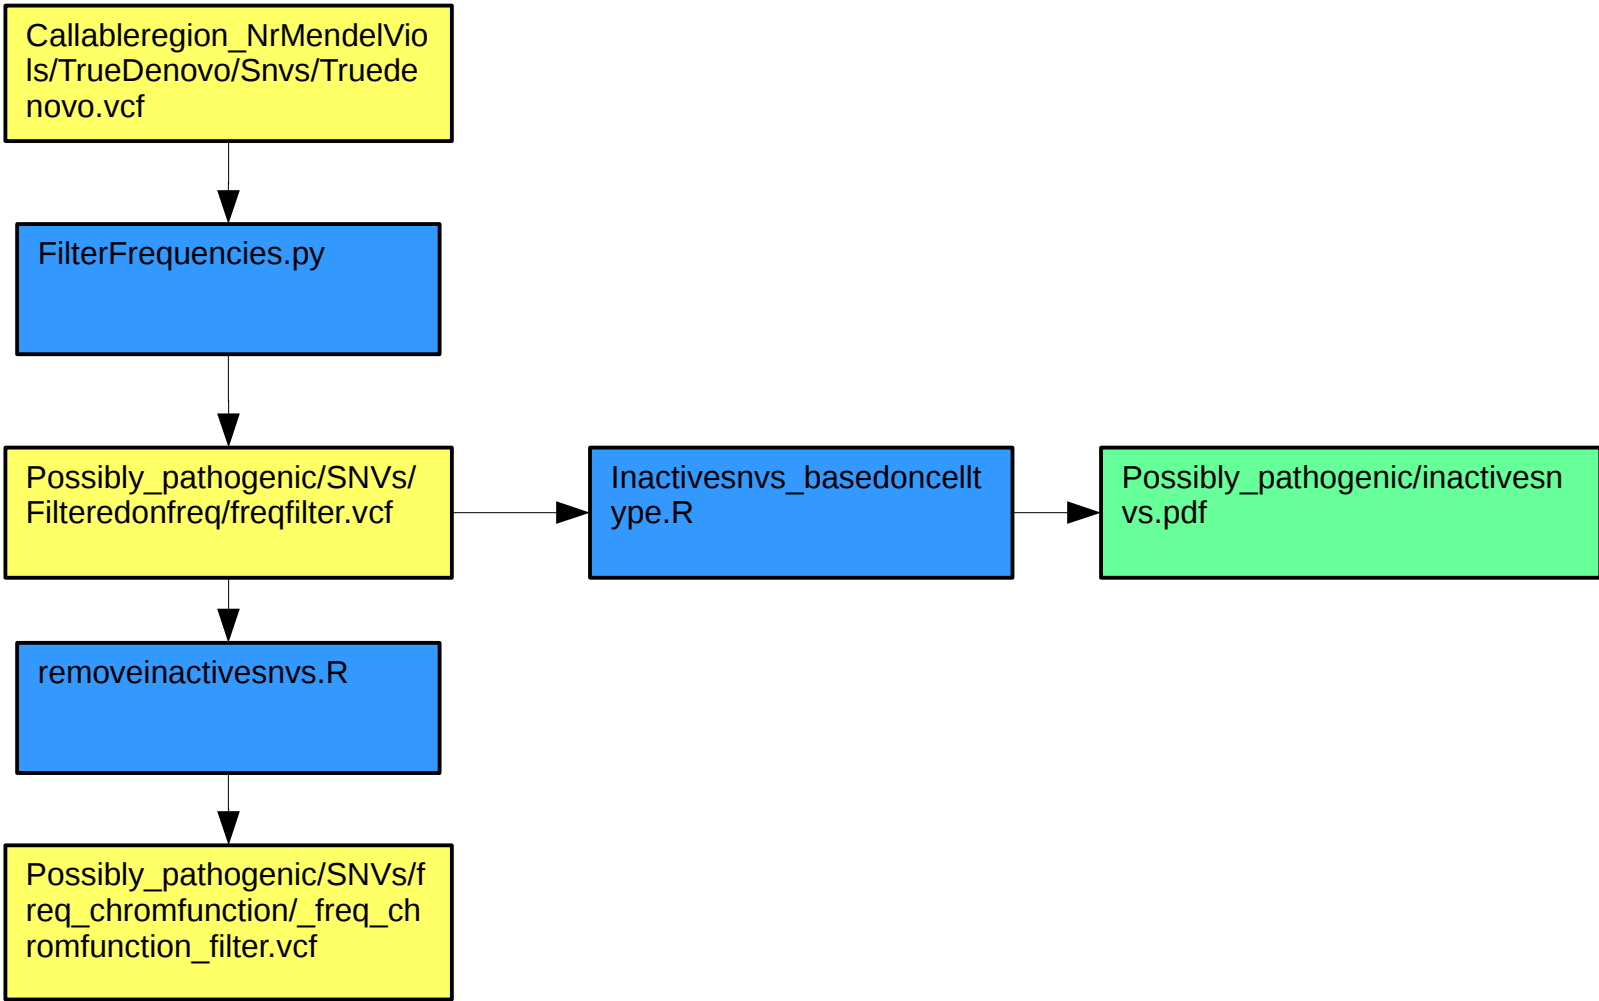 Callableregion_NrMendelVio
ls/TrueDenovo/Snvs/Truede
novo.vcf
FilterFrequencies.py
Possibly_pathogenic/SNVs/
Filteredonfreq/freqfilter.vcf
Inactivesnvs_basedoncellt
ype.R
Possibly_pathogenic/inactivesn
vs.pdf
removeinactivesnvs.R
Possibly_pathogenic/SNVs/f
req_chromfunction/_freq_ch
romfunction_filter.vcf